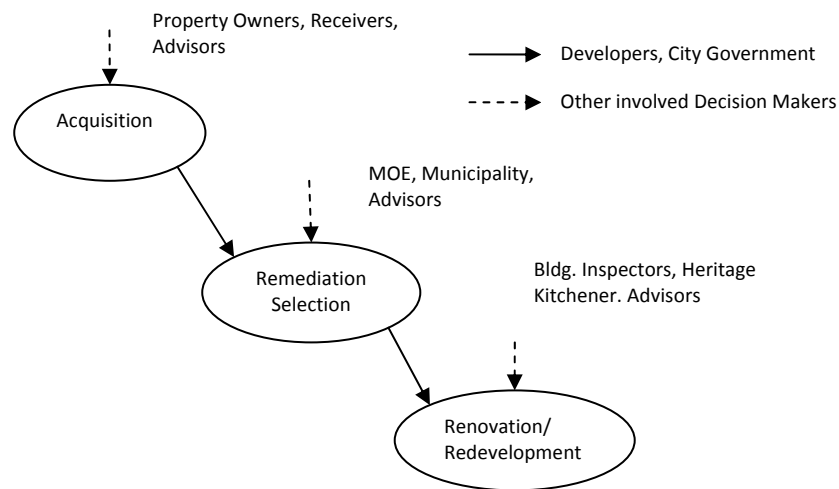 Property Owners, Receivers,
Advisors
Developers, City Government
Other involved Decision Makers
Acquisition
MOE, Municipality,
Advisors
Remediation
Selection
Bldg. Inspectors, Heritage
Kitchener. Advisors
Renovation/
Redevelopment